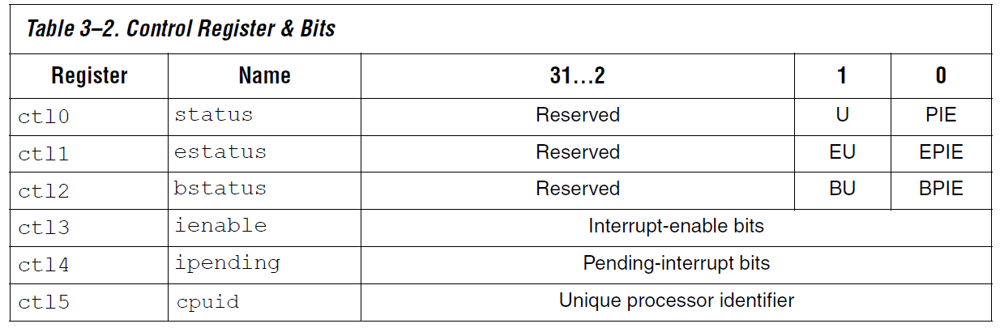 Table 3–2. Control Register & Bits
Register Name 31...2 1 0
ctl0 status Reserved U PIE
ctl1 estatus Reserved EU EPIE
ctl2 bstatus Reserved BU BPIE
ctl3 ienable Interrupt-enable bits
ctl4 ipending Pending-interrupt bits
ctl5 cpuid Unique processor identifier